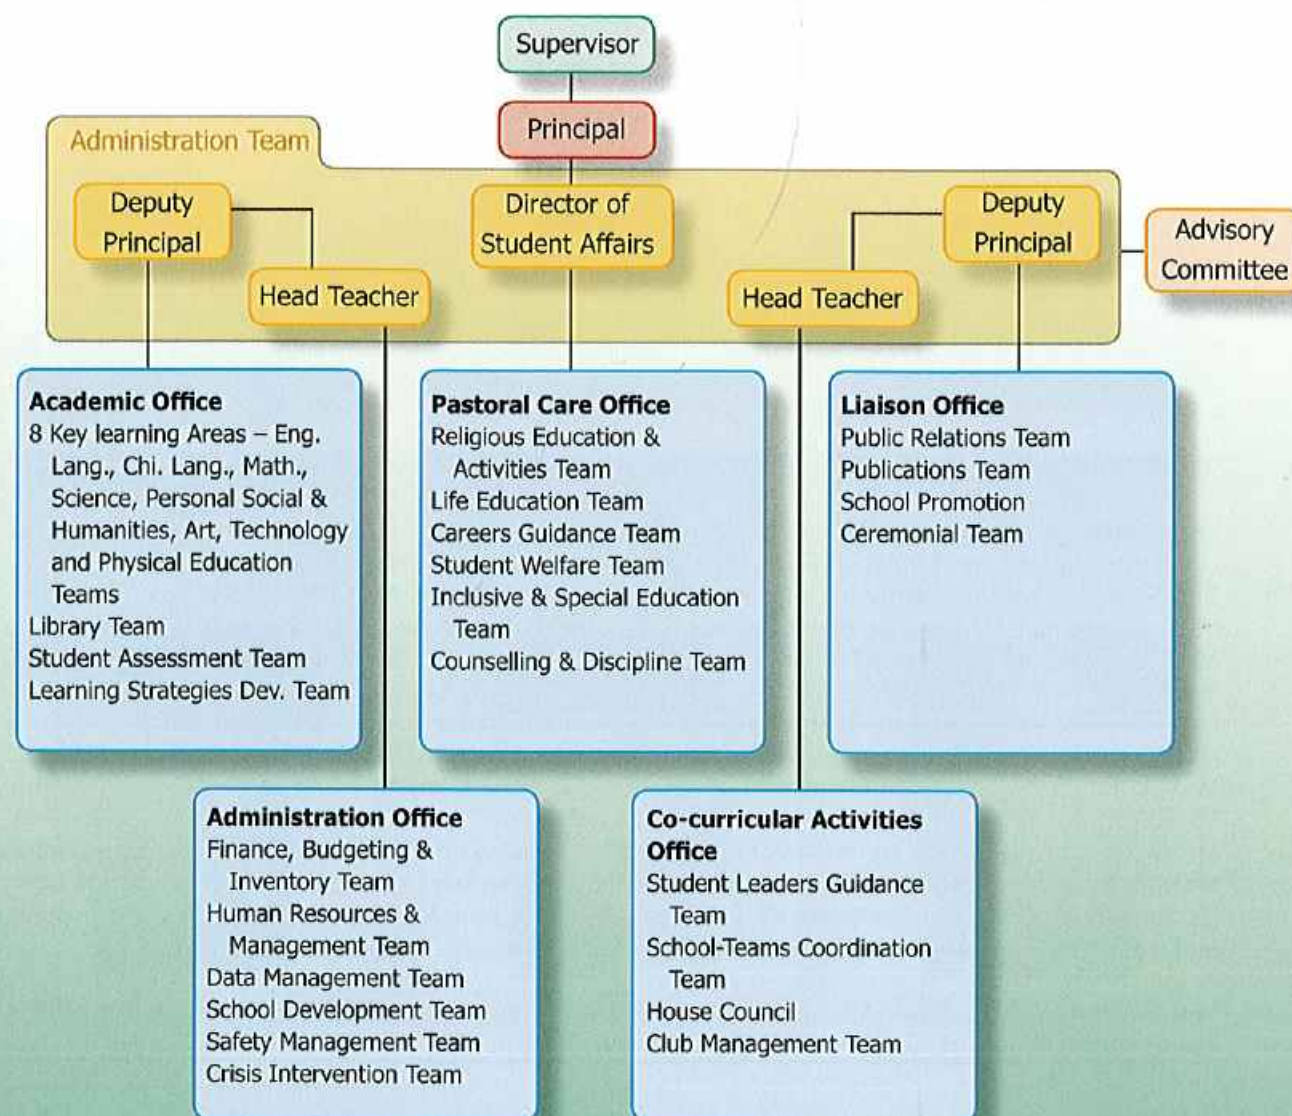 Supervisor
Principal
Administration Team
Deputy
Principal
Head Teacher
Director of
Student Affairs
Head Teacher
Deputy
Principal
Advisory
Committee
Academic Office
8 Key learning Areas – Eng.
Lang., Chi. Lang., Math.,
Science, Personal Social &
Humanities, Art, Technology
and Physical Education
Teams
Library Team
Student Assessment Team
Learning Strategies Dev. Team
Pastoral Care Office
Religious Education &
Activities Team
Life Education Team
Careers Guidance Team
Student Welfare Team
Inclusive & Special Education
Team
Counselling & Discipline Team
Liaison Office
Public Relations Team
Publications Team
School Promotion
Ceremonial Team
Administration Office
Finance, Budgeting &
Inventory Team
Human Resources &
Management Team
Data Management Team
School Development Team
Safety Management Team
Crisis Intervention Team
Co-curricular Activities
Office
Student Leaders Guidance
Team
School-Teams Coordination
Team
House Council
Club Management Team